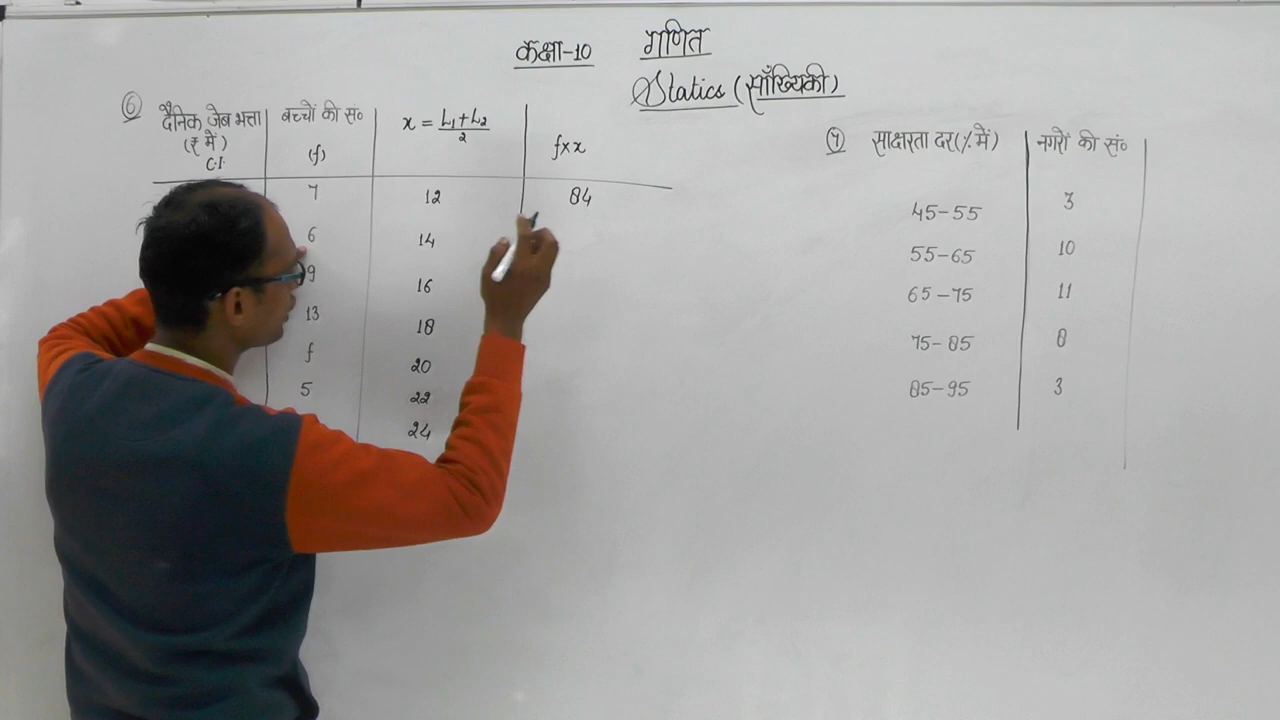 कक्षा-10 गणित
Statics (साँख्यिकी)
⑥ दैनिक जेब भत्ता बच्चों की सं० x = L₁+L₂/2 f×x
(₹ में) (f)
C.I.
7 12 84
6 14
9 16
13 18
f 20
5 22
24
⑦ साक्षरता दर(% में) नगरों की सं०
45-55 3
55-65 10
65-75 11
75-85 8
85-95 3